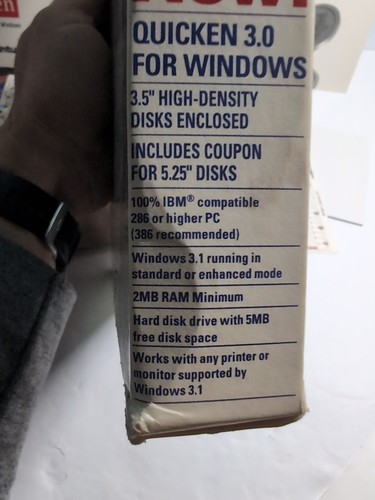 NOW!
QUICKEN 3.0
FOR WINDOWS
3.5" HIGH-DENSITY
DISKS ENCLOSED
INCLUDES COUPON
FOR 5.25" DISKS
100% IBM® compatible
286 or higher PC
(386 recommended)
Windows 3.1 running in
standard or enhanced mode
2MB RAM Minimum
Hard disk drive with 5MB
free disk space
Works with any printer or
monitor supported by
Windows 3.1